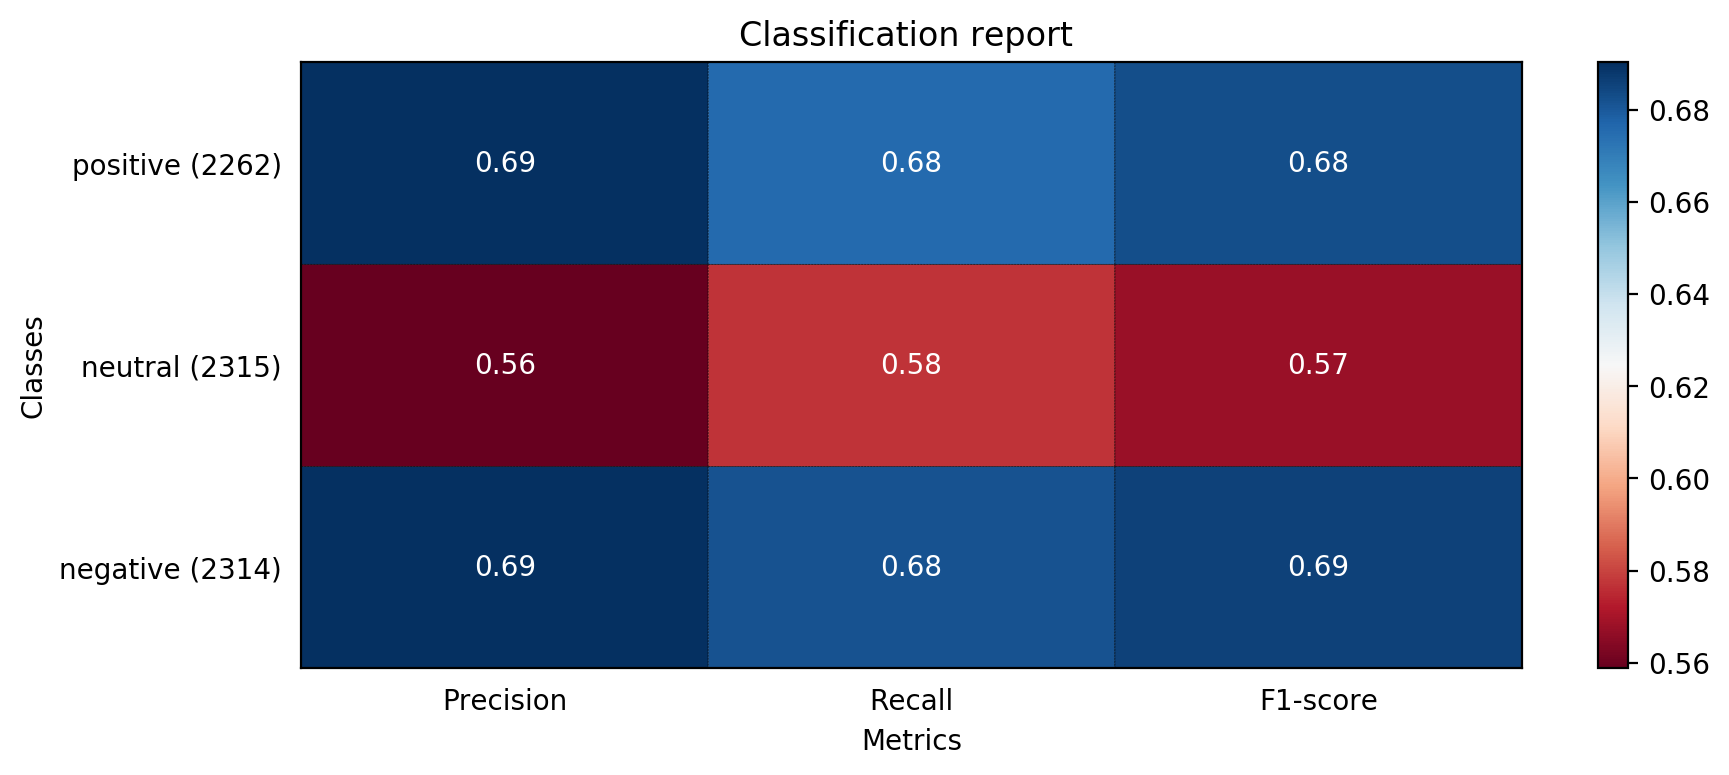 Classification report
positive (2262)
0.69 0.68 0.68
neutral (2315)
0.56 0.58 0.57
negative (2314)
0.69 0.68 0.69
Classes
Precision Recall F1-score
Metrics
0.68
0.66
0.64
0.62
0.60
0.58
0.56